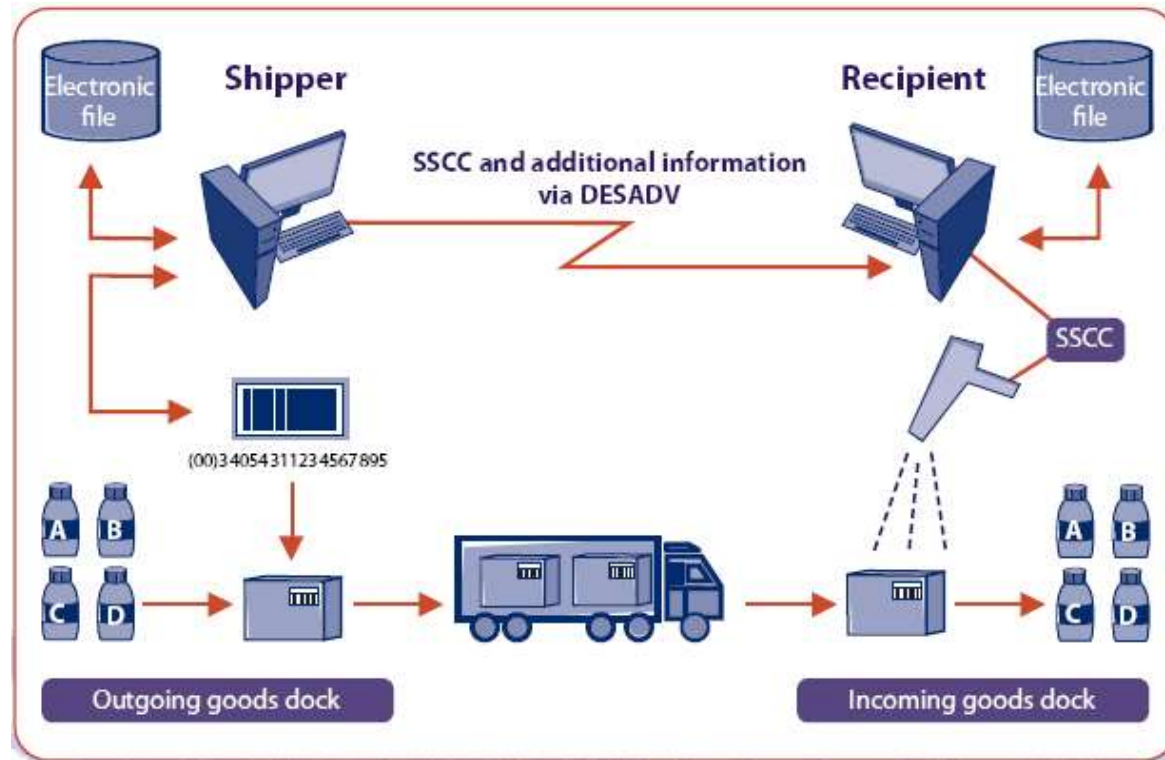 Electronic
file
Shipper
Recipient
Electronic
file
SSCC and additional information
via DESADV
SSCC
(00)34054311234567895
A
B
C
D
A
B
C
D
Outgoing goods dock
Incoming goods dock